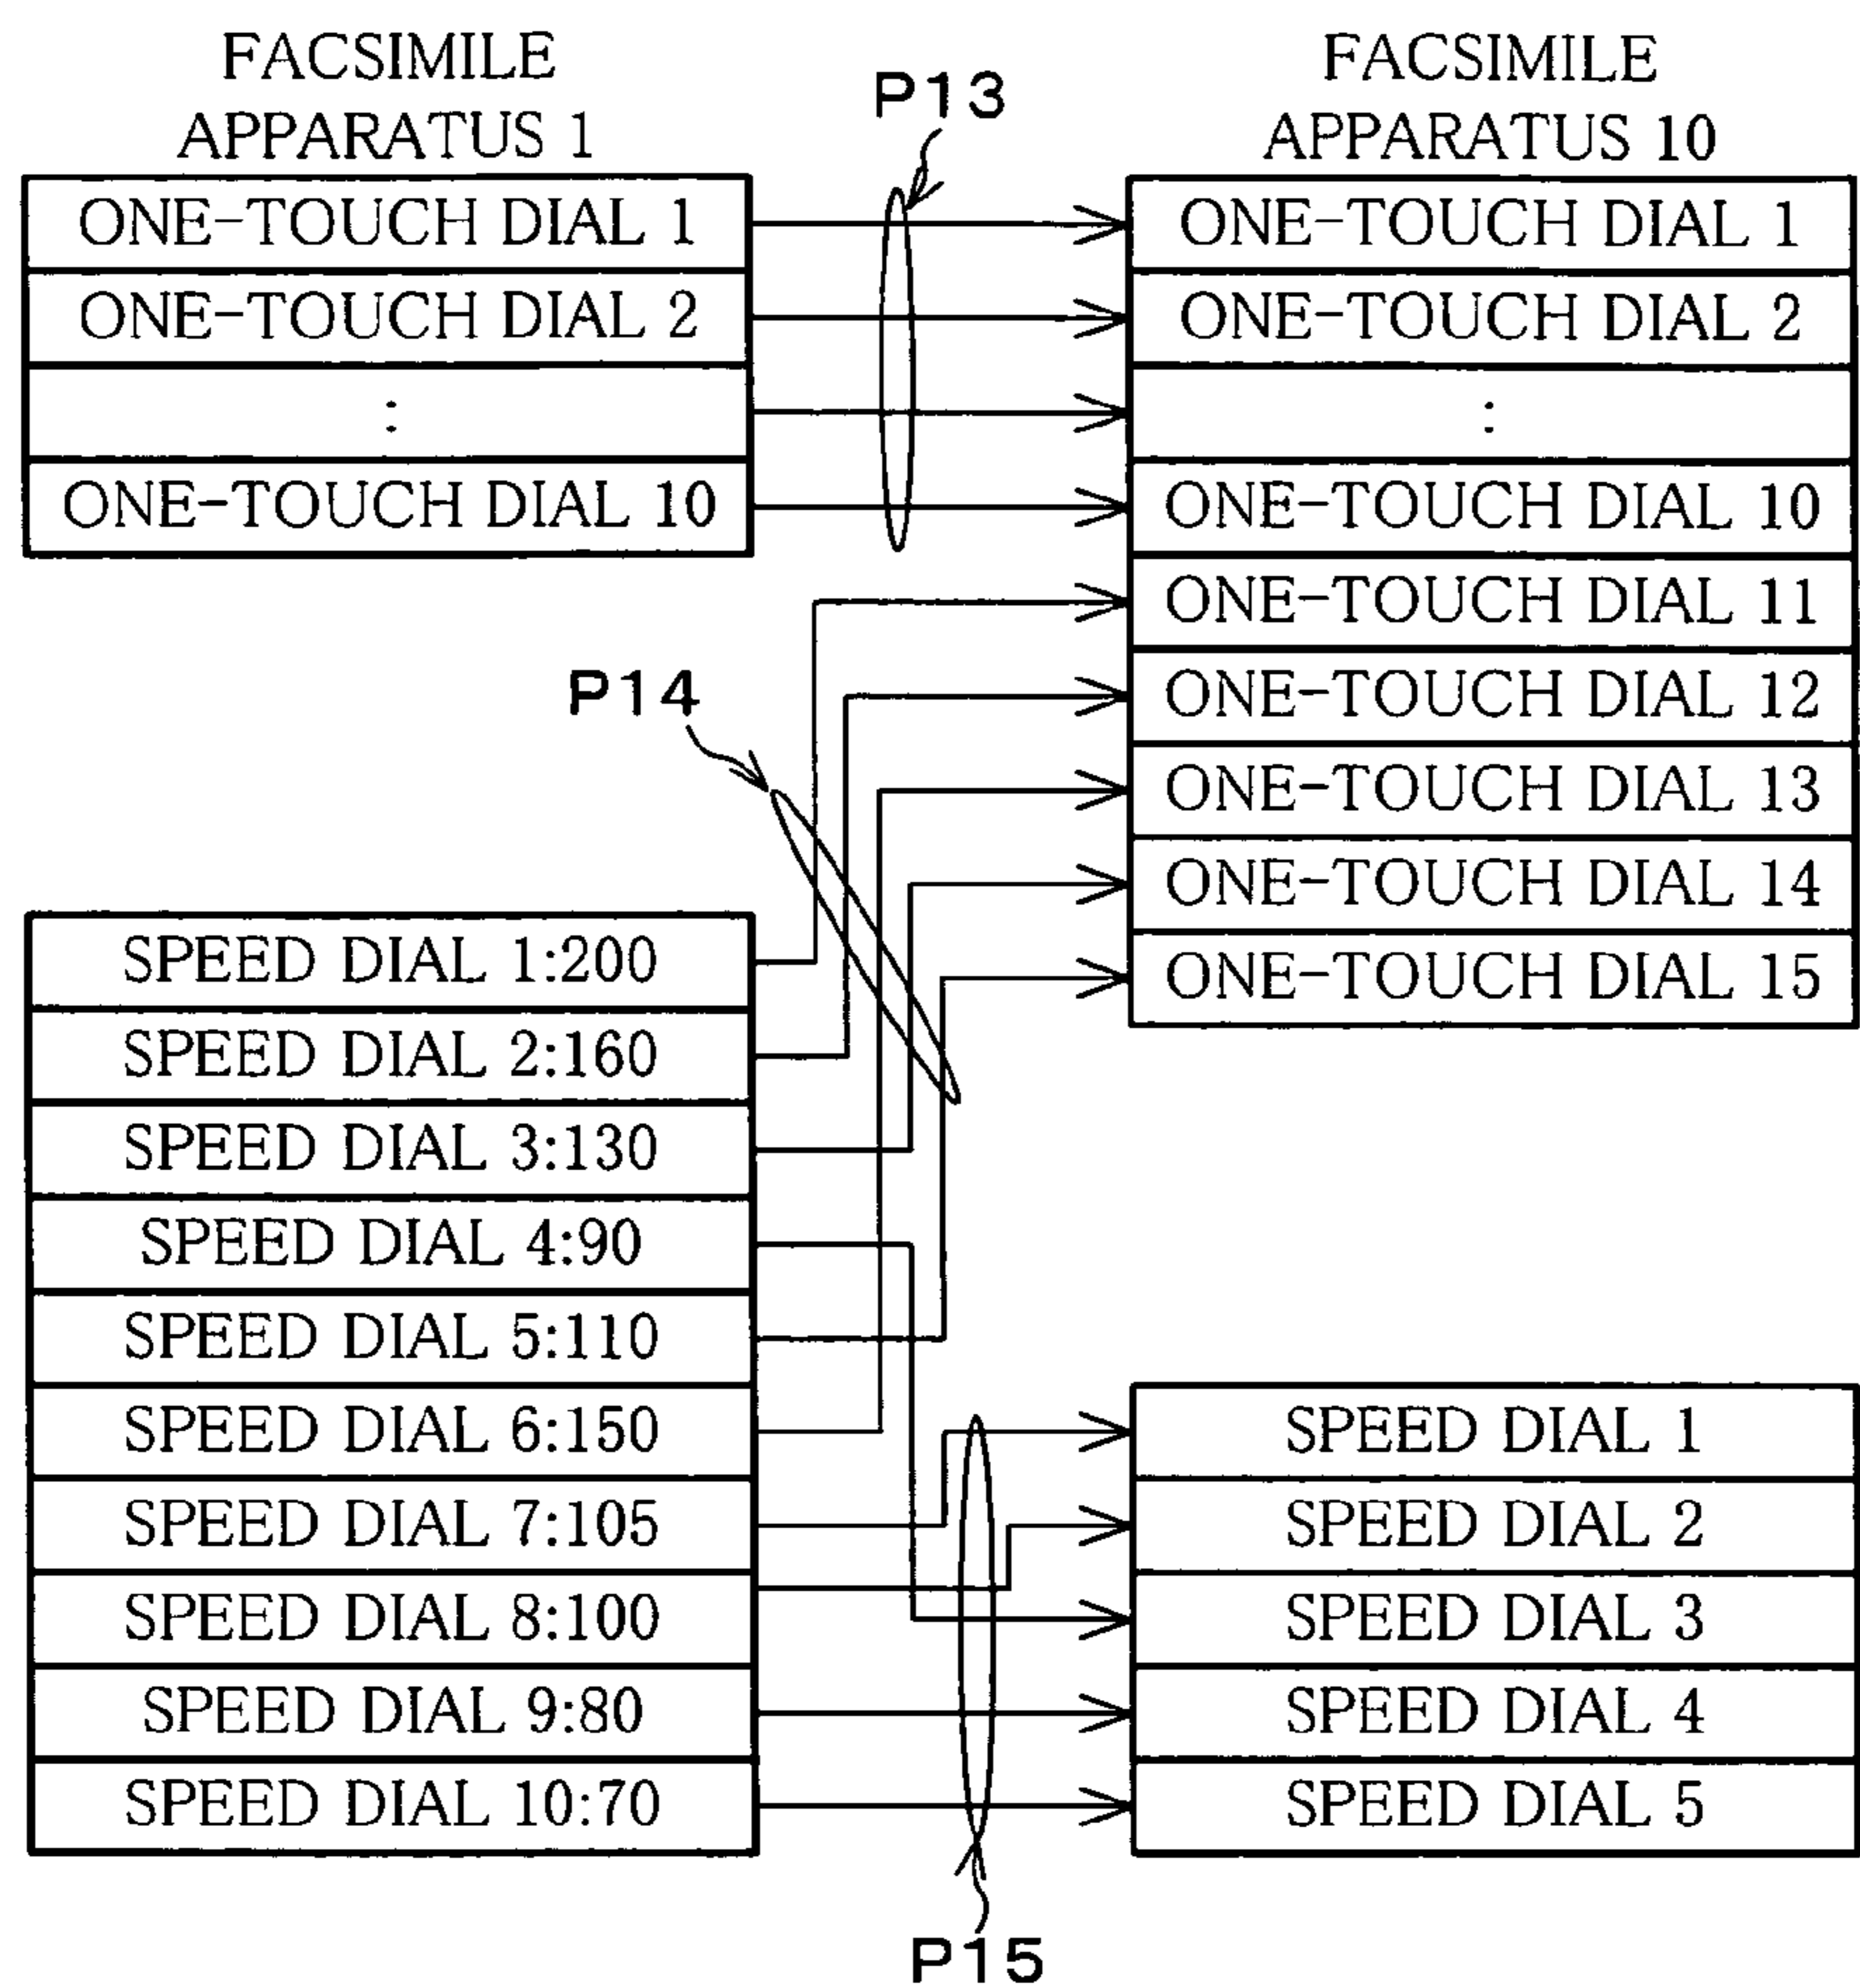 FACSIMILE
APPARATUS 1
ONE-TOUCH DIAL 1
ONE-TOUCH DIAL 2
:
ONE-TOUCH DIAL 10
P13
FACSIMILE
APPARATUS 10
ONE-TOUCH DIAL 1
ONE-TOUCH DIAL 2
:
ONE-TOUCH DIAL 10
ONE-TOUCH DIAL 11
ONE-TOUCH DIAL 12
ONE-TOUCH DIAL 13
ONE-TOUCH DIAL 14
ONE-TOUCH DIAL 15
P14
SPEED DIAL 1:200
SPEED DIAL 2:160
SPEED DIAL 3:130
SPEED DIAL 4:90
SPEED DIAL 5:110
SPEED DIAL 6:150
SPEED DIAL 7:105
SPEED DIAL 8:100
SPEED DIAL 9:80
SPEED DIAL 10:70
SPEED DIAL 1
SPEED DIAL 2
SPEED DIAL 3
SPEED DIAL 4
SPEED DIAL 5
P15